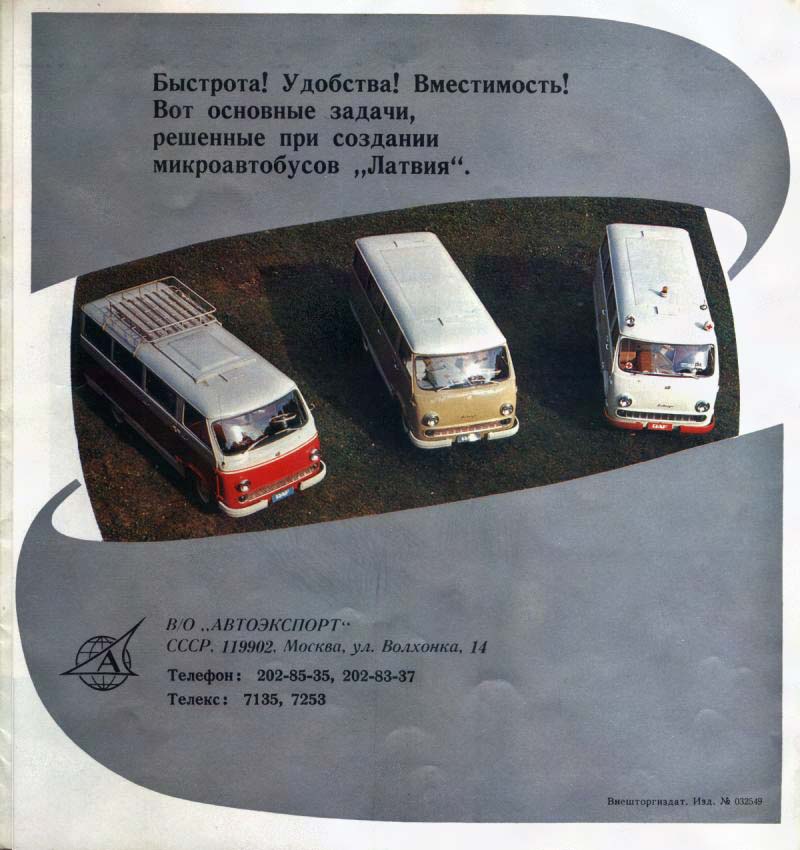 Быстрота! Удобства! Вместимость!
Вот основные задачи,
решенные при создании
микроавтобусов „Латвия“.
В/О „АВТОЭКСПОРТ“
СССР, 119902, Москва, ул. Волхонка, 14
Телефон: 202-85-35, 202-83-37
Телекс: 7135, 7253
А
Внешторгиздат. Изд. № 032549